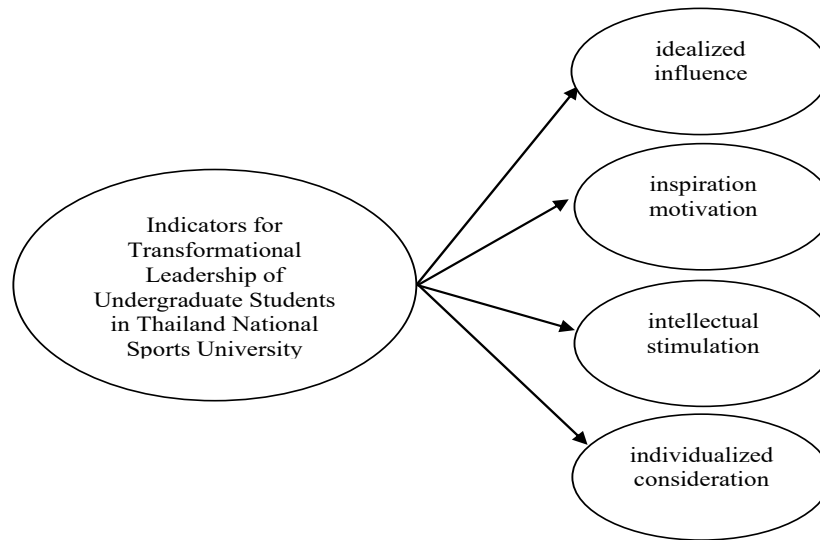 idealized
influence
inspiration
motivation
Indicators for
Transformational
Leadership of
Undergraduate Students
in Thailand National
Sports University
intellectual
stimulation
individualized
consideration